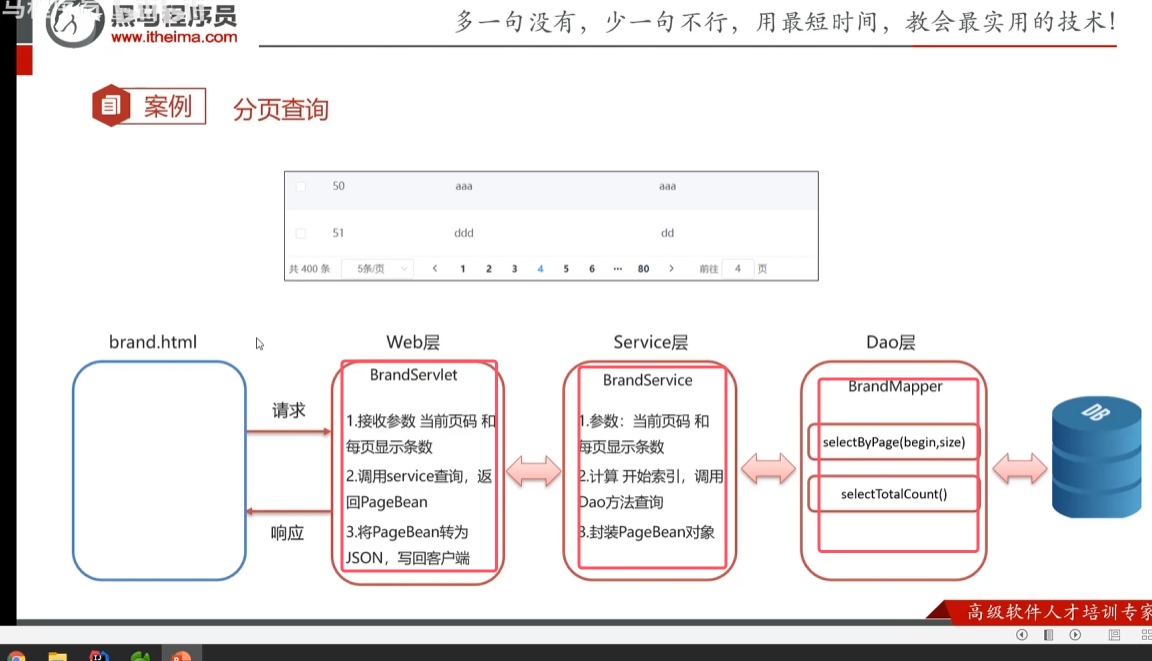 黑马程序员
www.itheima.com
多一句没有，少一句不行，用最短时间，教会最实用的技术！
案例
分页查询
50 aaa aaa
51 ddd dd
共 400 条 5条/页 1 2 3 4 5 6 ··· 80 前往 4 页
brand.html
请求
响应
Web层
BrandServlet
1.接收参数 当前页码 和
每页显示条数
2.调用service查询，返
回PageBean
3.将PageBean转为
JSON，写回客户端
Service层
BrandService
1.参数：当前页码 和
每页显示条数
2.计算 开始索引，调用
Dao方法查询
3.封装PageBean对象
Dao层
BrandMapper
selectByPage(begin,size)
selectTotalCount()
DB
高级软件人才培训专家